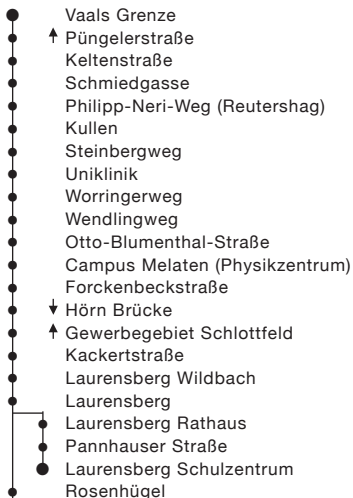 Vaals Grenze
Püngelerstraße
Keltenstraße
Schmiedgasse
Philipp-Neri-Weg (Reutershag)
Kullen
Steinbergweg
Uniklinik
Worringerweg
Wendlingweg
Otto-Blumenthal-Straße
Campus Melaten (Physikzentrum)
Forckenbeckstraße
Hörn Brücke
Gewerbegebiet Schlottfeld
Kackertstraße
Laurensberg Wildbach
Laurensberg
Laurensberg Rathaus
Pannhauser Straße
Laurensberg Schulzentrum
Rosenhügel